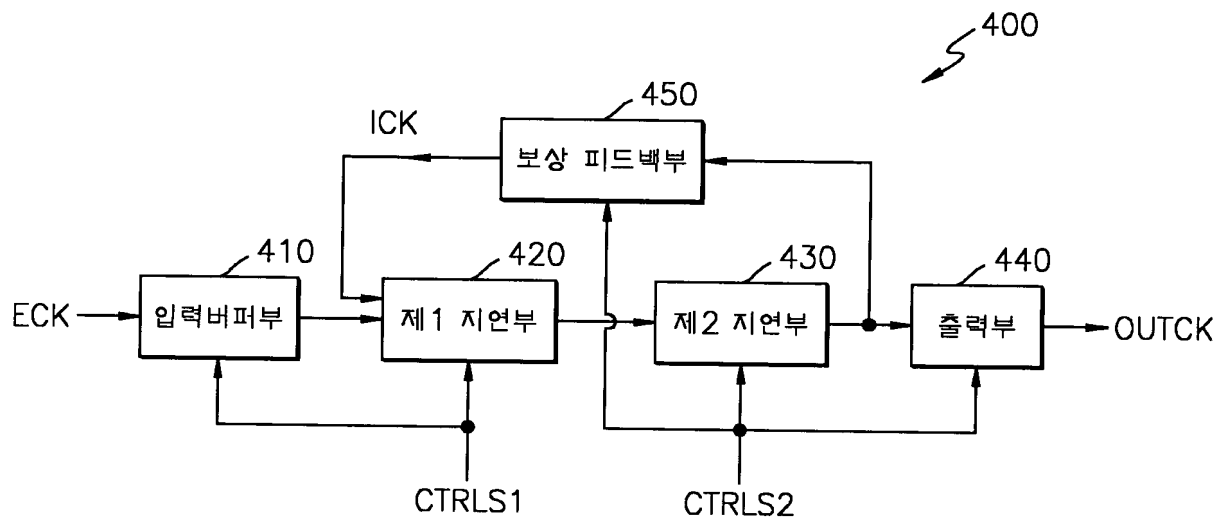 400
450
ICK
보상 피드백부
410
420
430
440
ECK
입력버퍼부
제1 지연부
제2 지연부
출력부
OUTCK
CTRLS1
CTRLS2